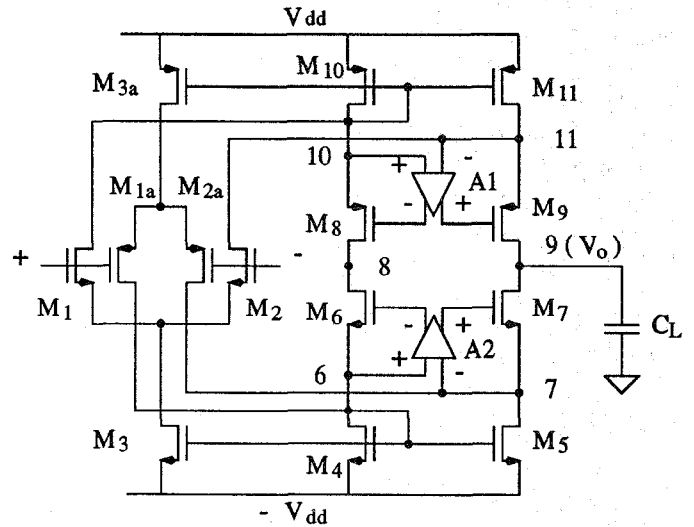 Vdd
M3a
M10
M11
10
11
+
-
A1
-
+
M1a
M2a
M8
M9
9 ( Vo )
+
-
8
M1
M2
M6
M7
CL
-
+
A2
+
-
6
7
M3
M4
M5
- Vdd